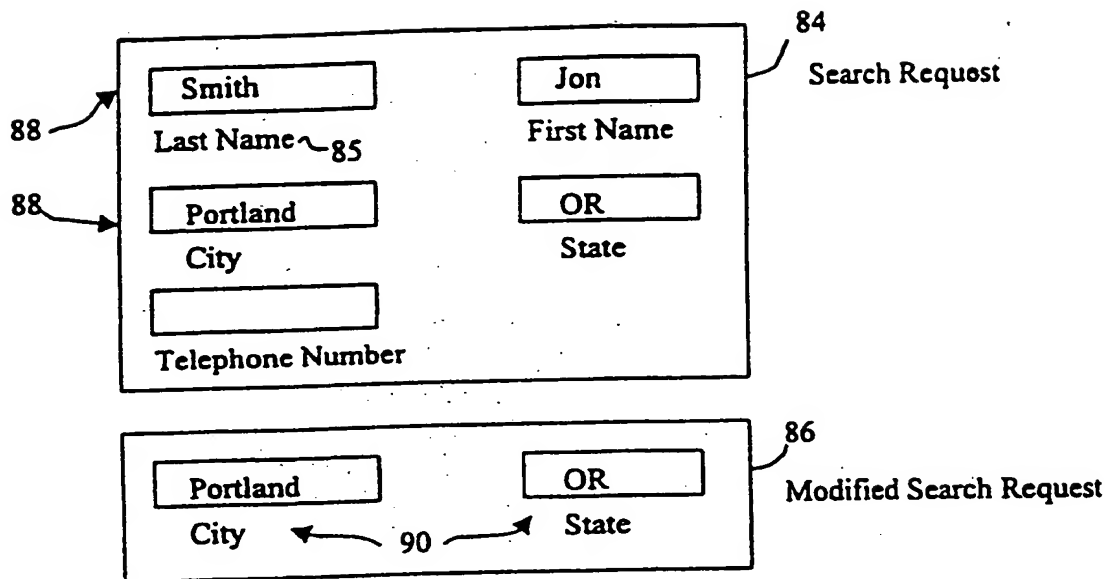 84
Smith Jon Search Request
88 Last Name 85 First Name
88 Portland OR
City State
Telephone Number
86
Portland OR Modified Search Request
City 90 State